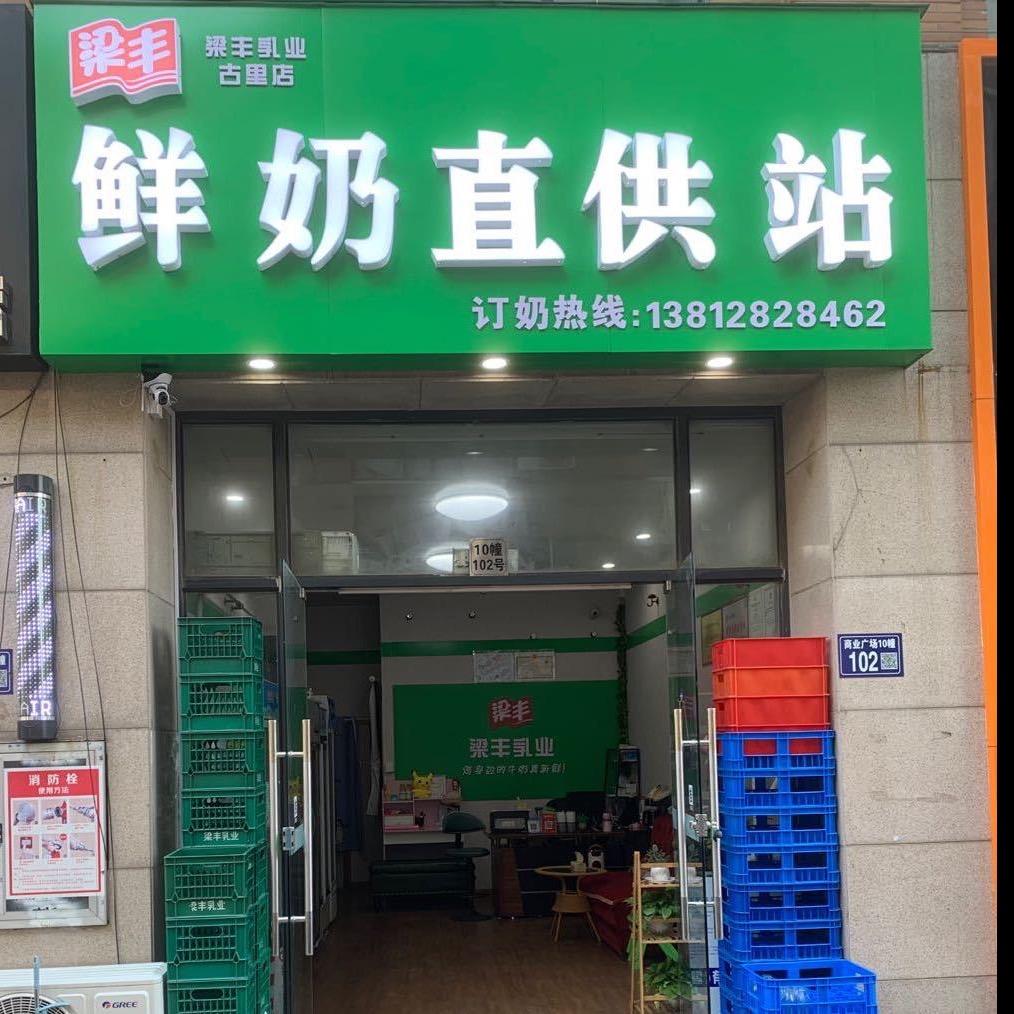 梁丰
梁丰乳业
古里店
鲜奶直供站
订奶热线:13812828462
10幢
102号
商业广场10幢
102
AIR
AIR
消防栓
使用方法
梁丰
梁丰乳业
梁丰乳业
梁丰乳业
GREE